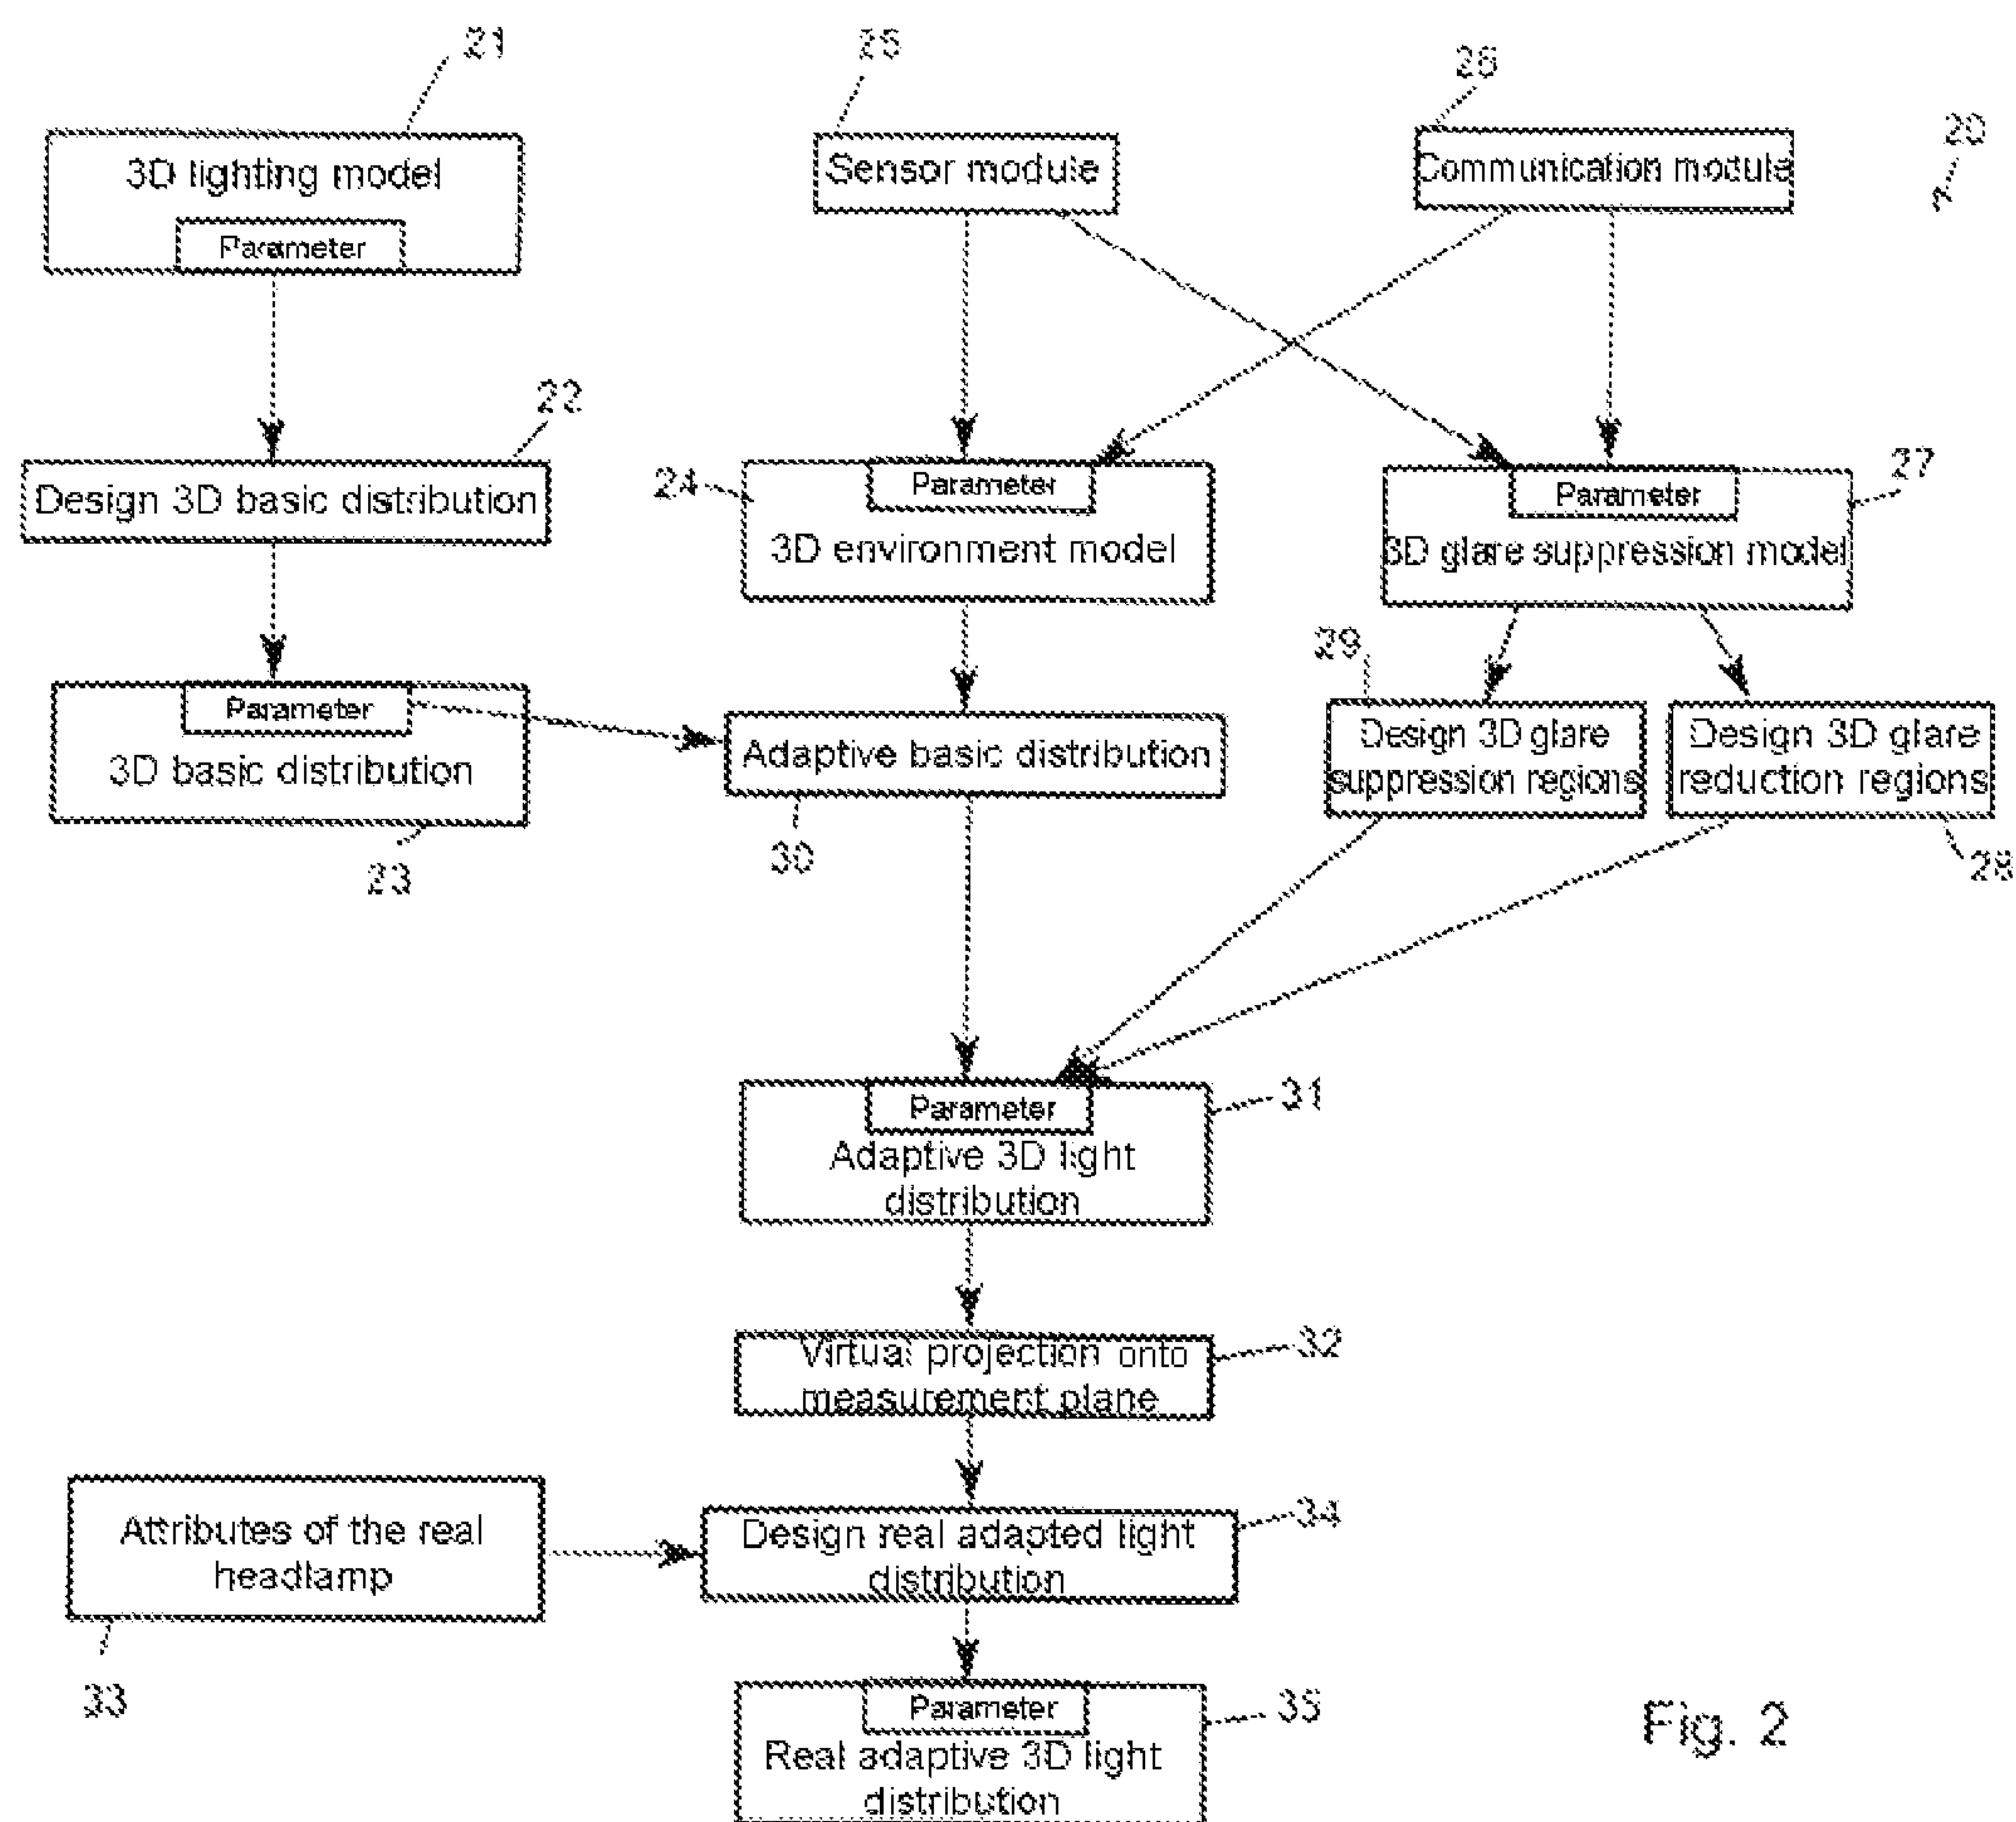 21
25
26
20
3D lighting model
Parameter
Sensor module
Communication module
22
Design 3D basic distribution
24
Parameter
3D environment model
27
Parameter
3D glare suppression model
Parameter
3D basic distribution
23
Adaptive basic distribution
30
29
Design 3D glare
suppression regions
Design 3D glare
reduction regions
28
Parameter
Adaptive 3D light
distribution
31
Virtual projection onto
measurement plane
32
Attributes of the real
headlamp
33
Design real adapted light
distribution
34
Parameter
Real adaptive 3D light
distribution
35
Fig. 2